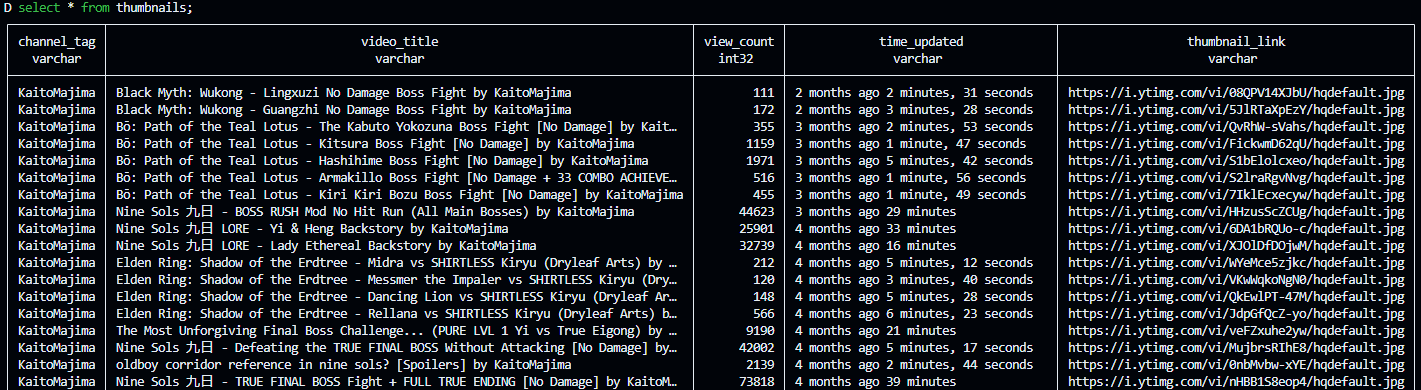 D select * from thumbnails;
channel_tag video_title view_count time_updated thumbnail_link
varchar varchar int32 varchar varchar
KaitoMajima Black Myth: Wukong - Lingxuzi No Damage Boss Fight by KaitoMajima 111 2 months ago 2 minutes, 31 seconds https://i.ytimg.com/vi/08QPV14XJbU/hqdefault.jpg
KaitoMajima Black Myth: Wukong - Guangzhi No Damage Boss Fight by KaitoMajima 172 2 months ago 3 minutes, 28 seconds https://i.ytimg.com/vi/5JlRTaXpEzY/hqdefault.jpg
KaitoMajima Bō: Path of the Teal Lotus - The Kabuto Yokozuna Boss Fight [No Damage] by Kait… 355 3 months ago 2 minutes, 53 seconds https://i.ytimg.com/vi/QvRhW-sVahs/hqdefault.jpg
KaitoMajima Bō: Path of the Teal Lotus - Kitsura Boss Fight [No Damage] by KaitoMajima 1159 3 months ago 1 minute, 47 seconds https://i.ytimg.com/vi/FickwmD62qU/hqdefault.jpg
KaitoMajima Bō: Path of the Teal Lotus - Hashihime Boss Fight [No Damage] by KaitoMajima 1971 3 months ago 5 minutes, 42 seconds https://i.ytimg.com/vi/S1bElolcxeo/hqdefault.jpg
KaitoMajima Bō: Path of the Teal Lotus - Armakillo Boss Fight [No Damage + 33 COMBO ACHIEVE… 516 3 months ago 1 minute, 56 seconds https://i.ytimg.com/vi/S2lraRgvNvg/hqdefault.jpg
KaitoMajima Bō: Path of the Teal Lotus - Kiri Kiri Bozu Boss Fight [No Damage] by KaitoMajima 455 3 months ago 1 minute, 49 seconds https://i.ytimg.com/vi/7IklEcxecyw/hqdefault.jpg
KaitoMajima Nine Sols 九日 - BOSS RUSH Mod No Hit Run (All Main Bosses) by KaitoMajima 44623 3 months ago 29 minutes https://i.ytimg.com/vi/HHzusScZCUg/hqdefault.jpg
KaitoMajima Nine Sols 九日 LORE - Yi & Heng Backstory by KaitoMajima 25901 4 months ago 33 minutes https://i.ytimg.com/vi/6DA1bRQUo-c/hqdefault.jpg
KaitoMajima Nine Sols 九日 LORE - Lady Ethereal Backstory by KaitoMajima 32739 4 months ago 16 minutes https://i.ytimg.com/vi/XJOlDfDOjwM/hqdefault.jpg
KaitoMajima Elden Ring: Shadow of the Erdtree - Midra vs SHIRTLESS Kiryu (Dryleaf Arts) by … 212 4 months ago 5 minutes, 12 seconds https://i.ytimg.com/vi/WYeMce5zjkc/hqdefault.jpg
KaitoMajima Elden Ring: Shadow of the Erdtree - Messmer the Impaler vs SHIRTLESS Kiryu (Dry… 120 4 months ago 3 minutes, 40 seconds https://i.ytimg.com/vi/VKwWqkoNgN0/hqdefault.jpg
KaitoMajima Elden Ring: Shadow of the Erdtree - Dancing Lion vs SHIRTLESS Kiryu (Dryleaf Ar… 148 4 months ago 5 minutes, 28 seconds https://i.ytimg.com/vi/QkEwlPT-47M/hqdefault.jpg
KaitoMajima Elden Ring: Shadow of the Erdtree - Rellana vs SHIRTLESS Kiryu (Dryleaf Arts) b… 566 4 months ago 6 minutes, 23 seconds https://i.ytimg.com/vi/JdpGfQcZ-yo/hqdefault.jpg
KaitoMajima The Most Unforgiving Final Boss Challenge... (PURE LVL 1 Yi vs True Eigong) by … 9190 4 months ago 21 minutes https://i.ytimg.com/vi/veFZxuhe2yw/hqdefault.jpg
KaitoMajima Nine Sols 九日 - Defeating the TRUE FINAL BOSS Without Attacking [No Damage] by… 42002 4 months ago 5 minutes, 17 seconds https://i.ytimg.com/vi/MujbrsRIhE8/hqdefault.jpg
KaitoMajima oldboy corridor reference in nine sols? [Spoilers] by KaitoMajima 2139 4 months ago 2 minutes, 44 seconds https://i.ytimg.com/vi/0nbMvbw-xYE/hqdefault.jpg
KaitoMajima Nine Sols 九日 - TRUE FINAL BOSS Fight + FULL TRUE ENDING [No Damage] by KaitoM… 73818 4 months ago 39 minutes https://i.ytimg.com/vi/nHBB1S8eop4/hqdefault.jpg